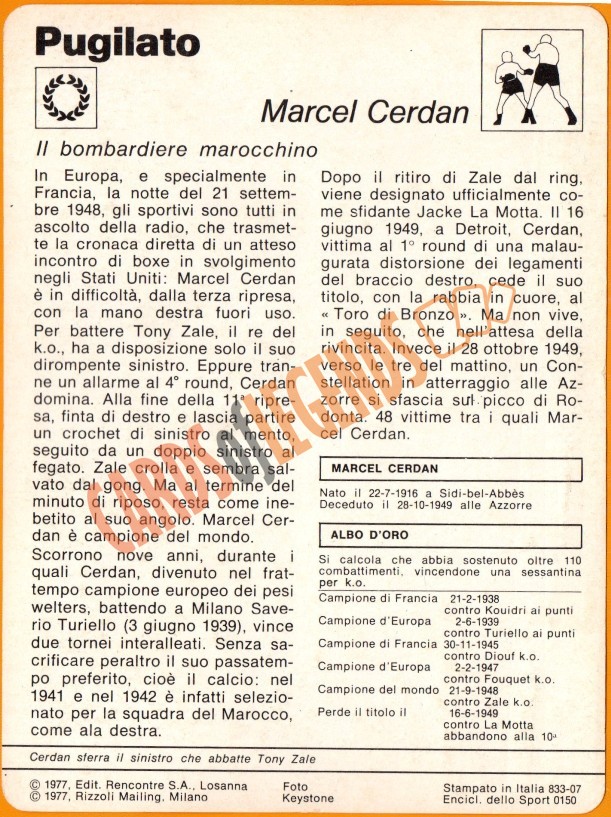 Pugilato
Marcel Cerdan
Il bombardiere marocchino
In Europa, e specialmente in
Francia, la notte del 21 settem-
bre 1948, gli sportivi sono tutti in
ascolto della radio, che trasmet-
te la cronaca diretta di un atteso
incontro di boxe in svolgimento
negli Stati Uniti: Marcel Cerdan
è in difficoltà, dalla terza ripresa,
con la mano destra fuori uso.
Per battere Tony Zale, il re del
k.o., ha a disposizione solo il suo
dirompente sinistro. Eppure tran-
ne un allarme al 4° round, Cerdan
domina. Alla fine della 11ª ripre-
sa, finta di destro e lascia partire
un crochet di sinistro al mento,
seguito da un doppio sinistro al
fegato. Zale crolla e sembra sal-
vato dal gong. Ma al termine del
minuto di riposo, resta come ine-
betito al suo angolo. Marcel Cer-
dan è campione del mondo.
Scorrono nove anni, durante i
quali Cerdan, divenuto nel frat-
tempo campione europeo dei pesi
welters, battendo a Milano Save-
rio Turiello (3 giugno 1939), vince
due tornei interalleati. Senza sa-
crificare peraltro il suo passatem-
po preferito, cioè il calcio: nel
1941 e nel 1942 è infatti selezio-
nato per la squadra del Marocco,
come ala destra.
Dopo il ritiro di Zale dal ring,
viene designato ufficialmente co-
me sfidante Jacke La Motta. Il 16
giugno 1949, a Detroit, Cerdan,
vittima al 1° round di una malau-
gurata distorsione dei legamenti
del braccio destro, cede il suo
titolo, con la rabbia in cuore, al
« Toro di Bronzo ». Ma non vive,
in seguito, che nell'attesa della
rivincita. Invece il 28 ottobre 1949,
verso le tre del mattino, un Con-
stellation in atterraggio alle Az-
zorre si sfascia sul picco di Ro-
donta. 48 vittime tra i quali Mar-
cel Cerdan.
MARCEL CERDAN
Nato il 22-7-1916 a Sidi-bel-Abbès
Deceduto il 28-10-1949 alle Azzorre
ALBO D'ORO
Si calcola che abbia sostenuto oltre 110
combattimenti, vincendone una sessantina
per k.o.
Campione di Francia 21-2-1938
contro Kouidri ai punti
Campione d'Europa 2-6-1939
contro Turiello ai punti
Campione di Francia 30-11-1945
contro Diouf k.o.
Campione d'Europa 2-2-1947
contro Fouquet k.o.
Campione del mondo 21-9-1948
contro Zale k.o.
Perde il titolo il 16-6-1949
contro La Motta
abbandono alla 10ª
Cerdan sferra il sinistro che abbatte Tony Zale
© 1977, Edit. Rencontre S.A., Losanna
© 1977, Rizzoli Mailing. Milano
Foto
Keystone
Stampato in Italia 833-07
Encicl. dello Sport 0150
CARDS of LEGENDS